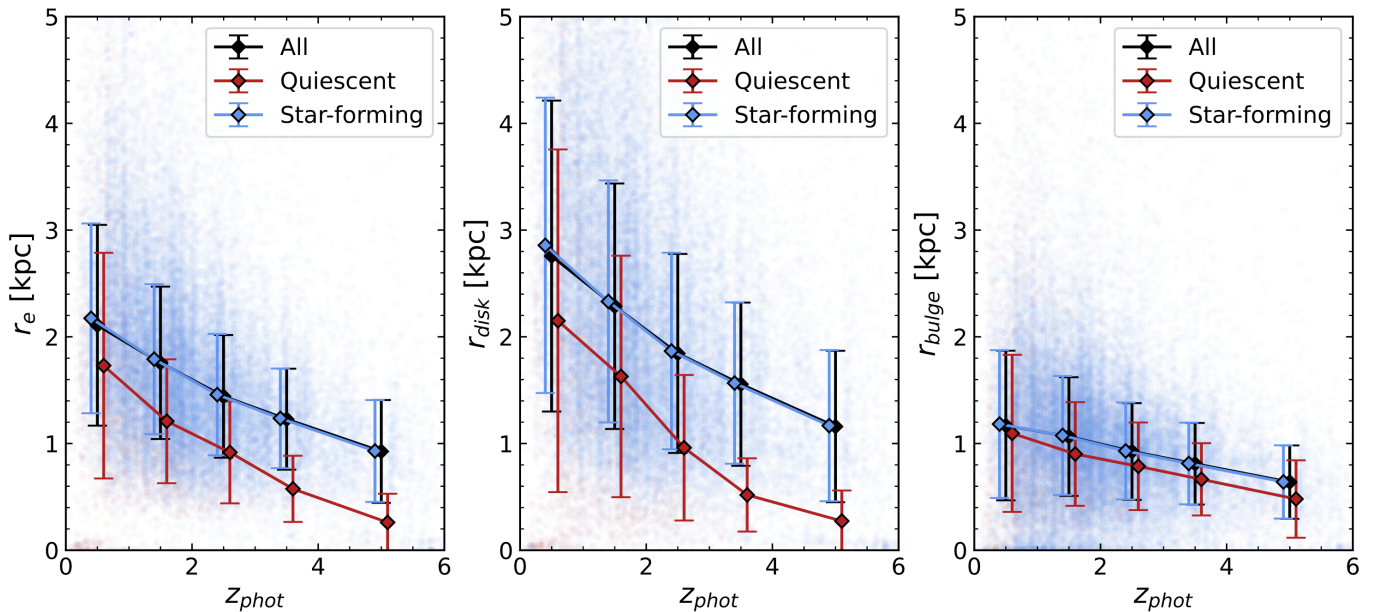 5
4
3
2
1
0
0
2
4
6
r_e [kpc]
z_phot
All
Quiescent
Star-forming
5
4
3
2
1
0
0
2
4
6
r_disk [kpc]
z_phot
All
Quiescent
Star-forming
5
4
3
2
1
0
0
2
4
6
r_bulge [kpc]
z_phot
All
Quiescent
Star-forming